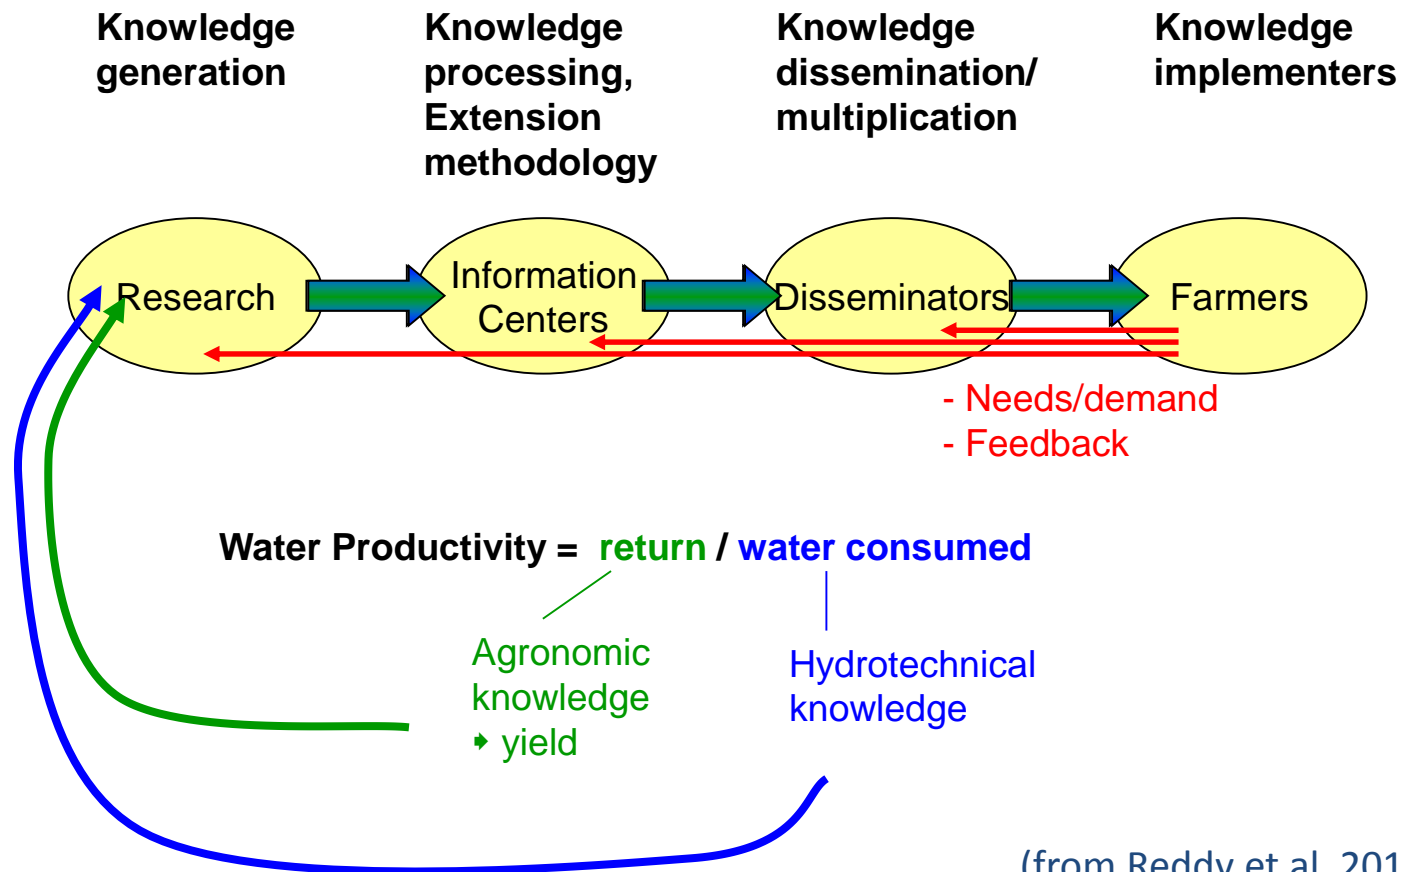 Knowledge
generation
Knowledge
processing,
Extension
methodology
Knowledge
dissemination/
multiplication
Knowledge
implementers
Research
Information
Centers
Disseminators
Farmers
- Needs/demand
- Feedback
Water Productivity = return / water consumed
Agronomic
knowledge
➧ yield
Hydrotechnical
knowledge
(from Reddy et al. 201